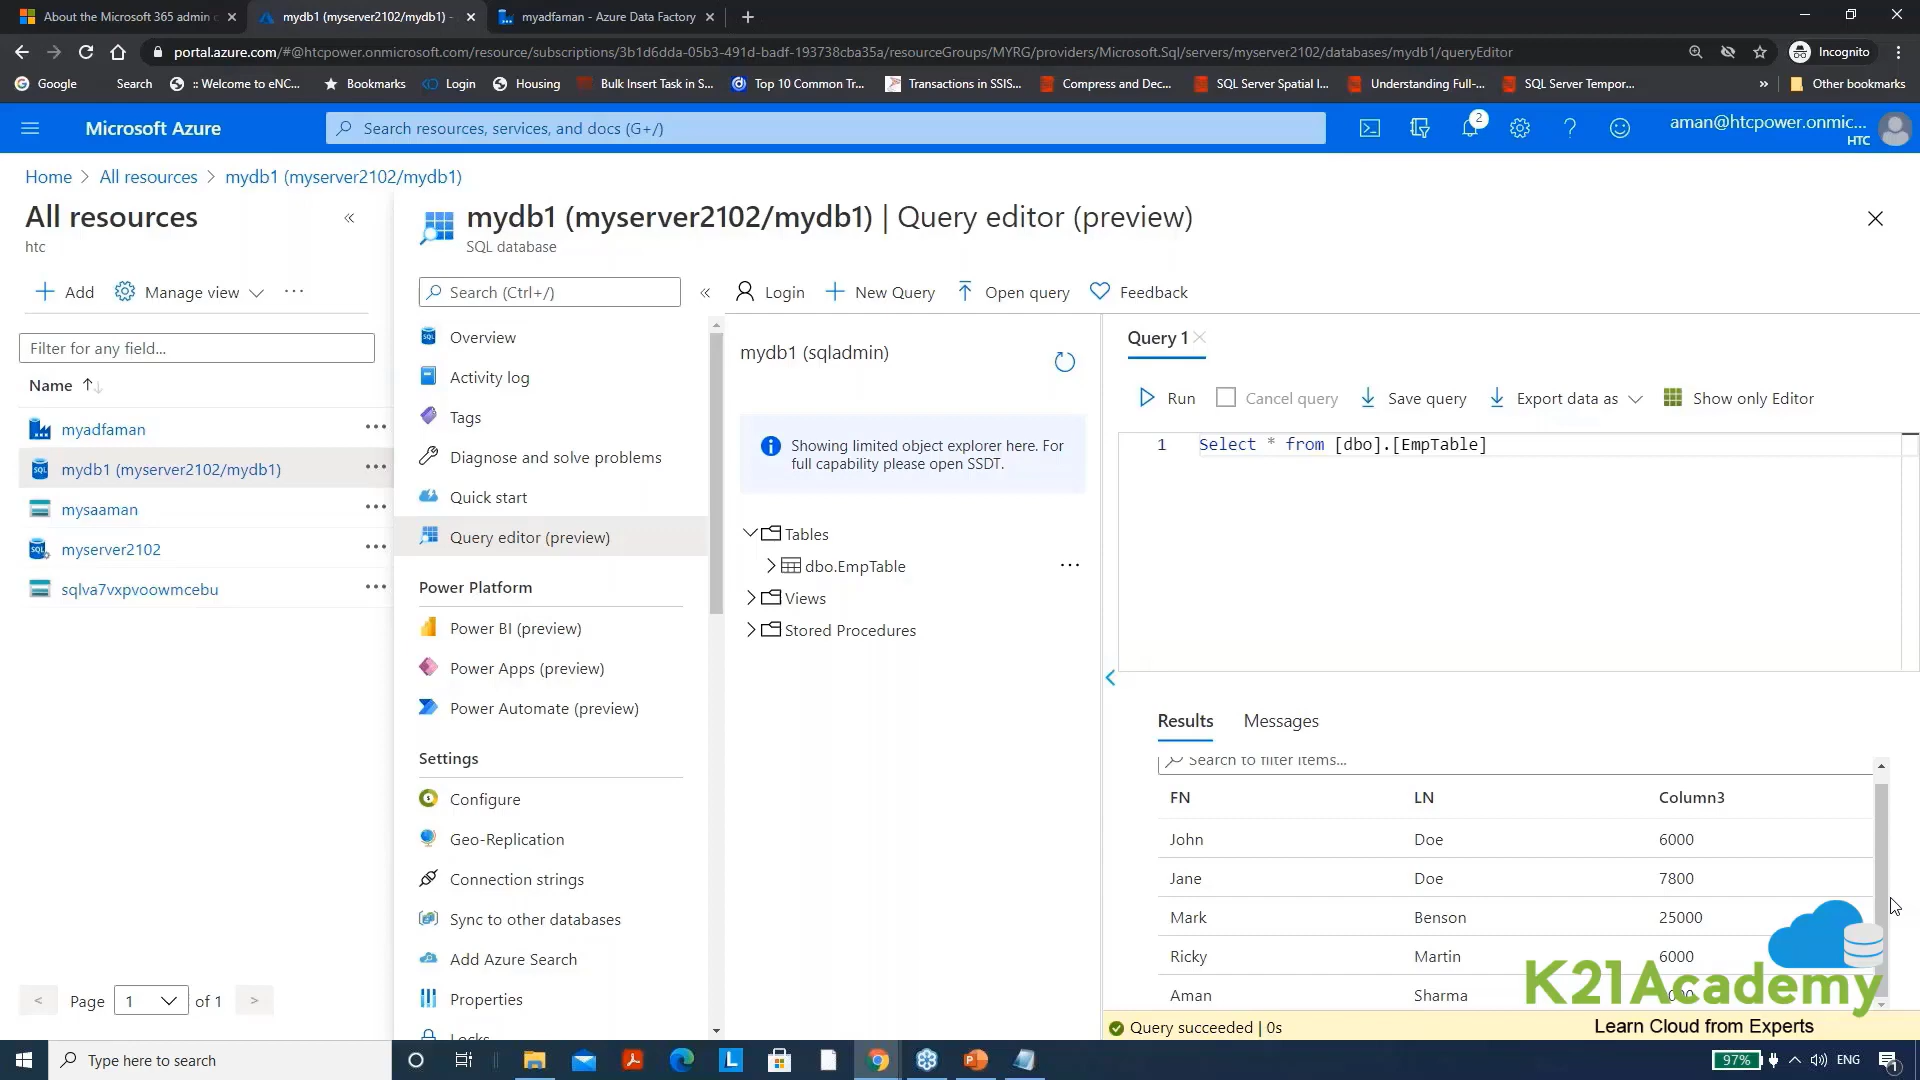 About the Microsoft 365 admin c
mydb1 (myserver2102/mydb1) -
myadfaman - Azure Data Factory
portal.azure.com/#@htcpower.onmicrosoft.com/resource/subscriptions/3b1d6dda-05b3-491d-badf-193738cba35a/resourceGroups/MYRG/providers/Microsoft.Sql/servers/myserver2102/databases/mydb1/queryEditor
Incognito
Google
Search
:: Welcome to eNC...
Bookmarks
Login
Housing
Bulk Insert Task in S...
Top 10 Common Tr...
Transactions in SSIS...
Compress and Dec...
SQL Server Spatial I...
Understanding Full-...
SQL Server Tempor...
»
Other bookmarks
Microsoft Azure
Search resources, services, and docs (G+/)
2
aman@htcpower.onmic...
HTC
Home > All resources > mydb1 (myserver2102/mydb1)
All resources
htc
«
+ Add
Manage view
...
Filter for any field...
Name
myadfaman
mydb1 (myserver2102/mydb1)
mysaaman
myserver2102
sqlva7vxpvoowmcebu
< Page 1 of 1 >
mydb1 (myserver2102/mydb1) | Query editor (preview)
SQL database
Search (Ctrl+/)
«
Overview
Activity log
Tags
Diagnose and solve problems
Quick start
Query editor (preview)
Power Platform
Power BI (preview)
Power Apps (preview)
Power Automate (preview)
Settings
Configure
Geo-Replication
Connection strings
Sync to other databases
Add Azure Search
Properties
Locks
Login
New Query
Open query
Feedback
mydb1 (sqladmin)
Showing limited object explorer here. For
full capability please open SSDT.
Tables
dbo.EmpTable
...
Views
Stored Procedures
Query 1
Run
Cancel query
Save query
Export data as
Show only Editor
1 Select * from [dbo].[EmpTable]
Results
Messages
Search to filter items...
FN LN Column3
John Doe 6000
Jane Doe 7800
Mark Benson 25000
Ricky Martin 6000
Aman Sharma
K21Academy
Learn Cloud from Experts
Query succeeded | 0s
Type here to search
97%
ENG
1